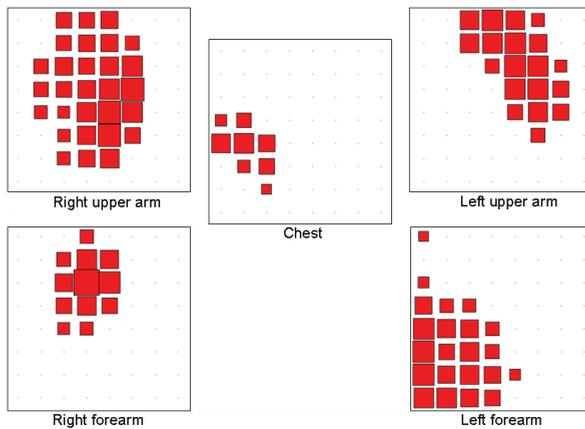 Right upper arm
Left upper arm
Chest
Right forearm
Left forearm